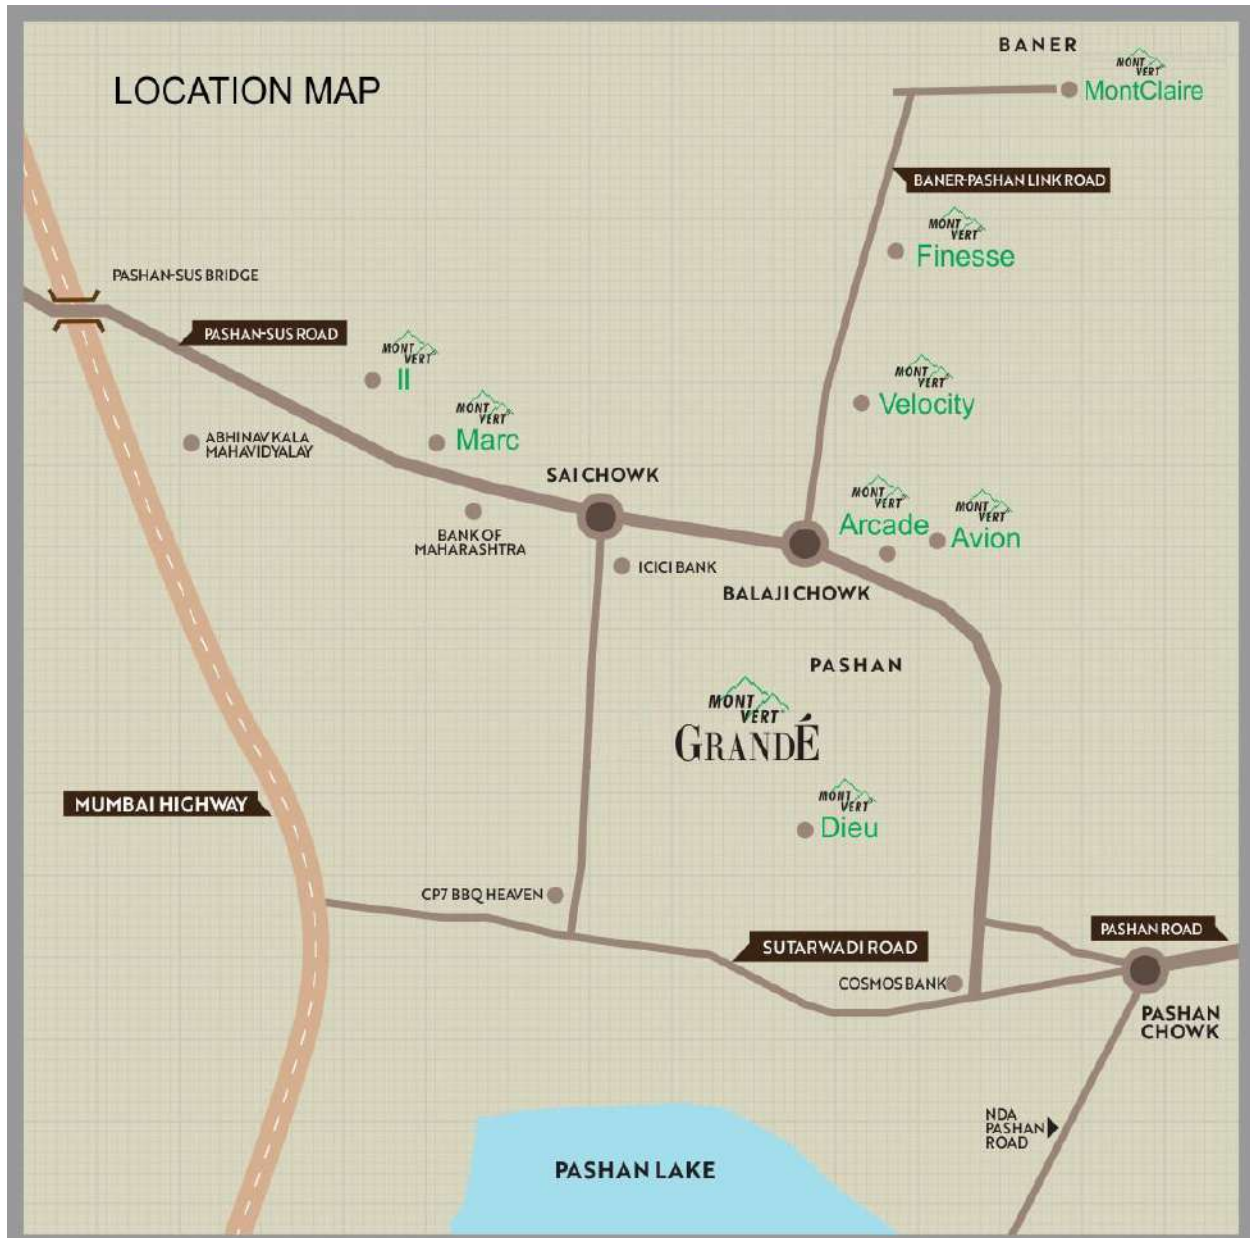 BANER
MONT
VERT
MontClaire
LOCATION MAP
BANER-PASHAN LINK ROAD
MONT
VERT
Finesse
PASHAN-SUS BRIDGE
PASHAN-SUS ROAD
MONT
VERT
II
MONT
VERT
Velocity
MONT
VERT
Marc
ABHINAV KALA
MAHAVIDYALAY
SAI CHOWK
MONT
VERT
Arcade
MONT
VERT
Avion
BANK OF
MAHARASHTRA
ICICI BANK
BALAJI CHOWK
PASHAN
MONT
VERT
GRANDÉ
MUMBAI HIGHWAY
MONT
VERT
Dieu
CP7 BBQ HEAVEN
SUTARWADI ROAD
PASHAN ROAD
COSMOS BANK
PASHAN
CHOWK
NDA
PASHAN
ROAD
PASHAN LAKE